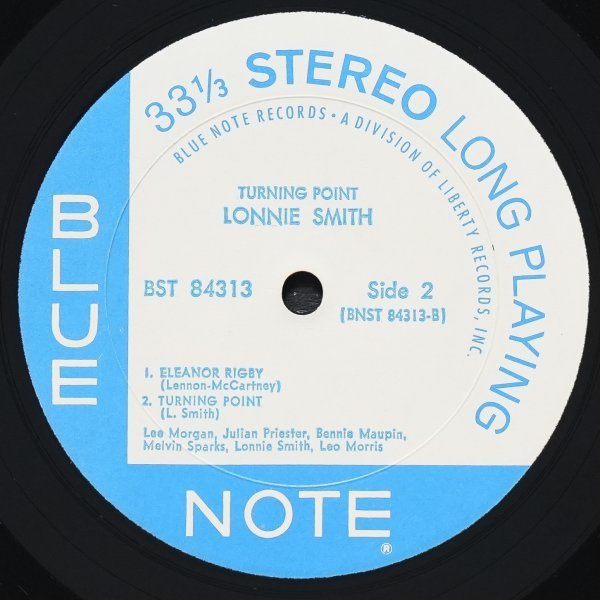 33⅓ STEREO LONG PLAYING
BLUE NOTE RECORDS • A DIVISION OF LIBERTY RECORDS, INC.
TURNING POINT
LONNIE SMITH
BLUE
BST 84313
Side 2
(BNST 84313-B)
1. ELEANOR RIGBY
(Lennon-McCartney)
2. TURNING POINT
(L. Smith)
Lee Morgan, Julian Priester, Bennie Maupin,
Melvin Sparks, Lonnie Smith, Leo Morris
NOTE
®